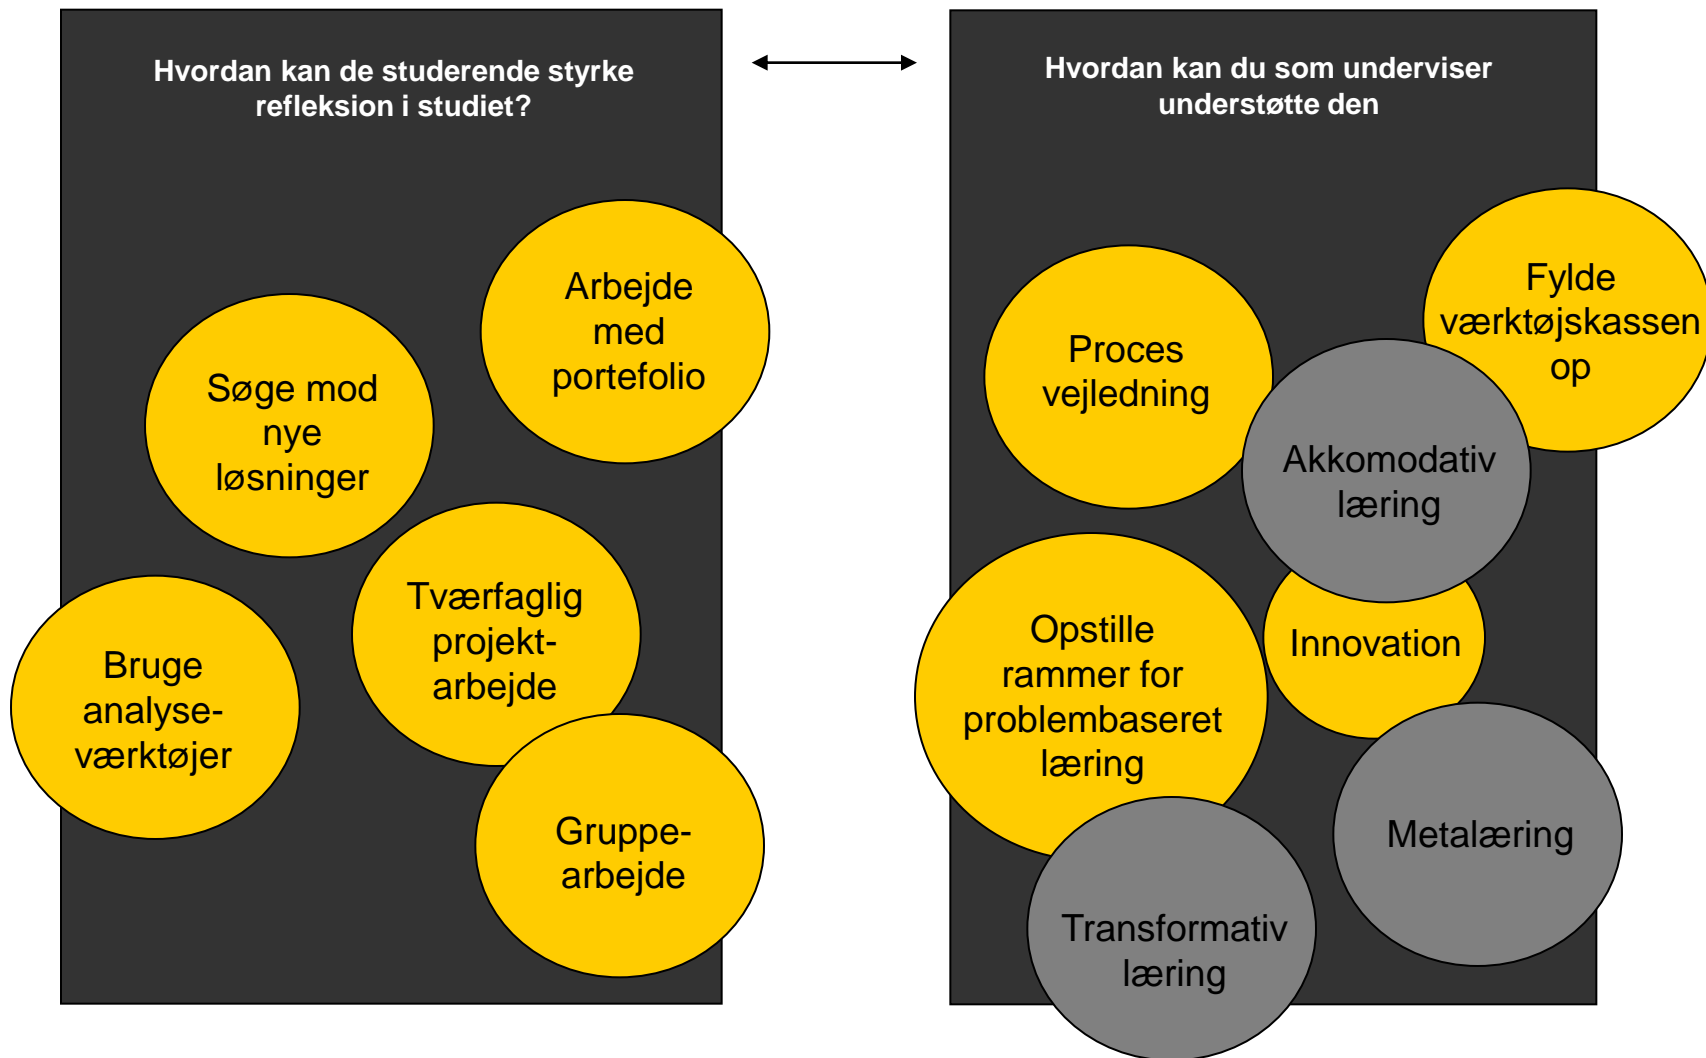 Hvordan kan de studerende styrke
refleksion i studiet?
Arbejde
med
portefolio
Søge mod
nye
løsninger
Tværfaglig
projekt-
arbejde
Bruge
analyse-
værktøjer
Gruppe-
arbejde
Hvordan kan du som underviser
understøtte den
Fylde
værktøjskassen
op
Proces
vejledning
Akkomodativ
læring
Opstille
rammer for
problembaseret
læring
Innovation
Metalæring
Transformativ
læring